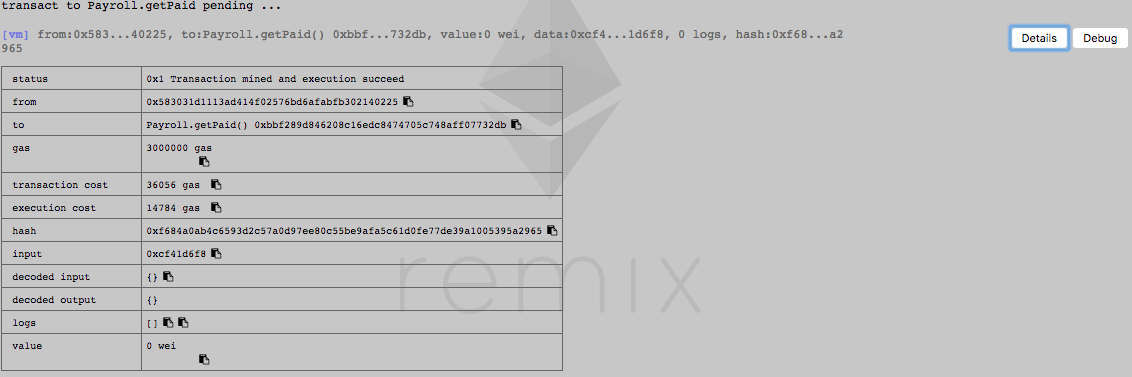 transact to Payroll.getPaid pending ...
[vm] from:0x583...40225, to:Payroll.getPaid() 0xbbf...732db, value:0 wei, data:0xcf4...1d6f8, 0 logs, hash:0xf68...a2
965
Details
Debug
status 0x1 Transaction mined and execution succeed
from 0x583031d1113ad414f02576bd6afabfb302140225
to Payroll.getPaid() 0xbbf289d846208c16edc8474705c748aff07732db
gas 3000000 gas
transaction cost 36056 gas
execution cost 14784 gas
hash 0xf684a0ab4c6593d2c57a0d97ee80c55be9afa5c61d0fe77de39a1005395a2965
input 0xcf41d6f8
decoded input {}
decoded output {}
logs []
value 0 wei
remix